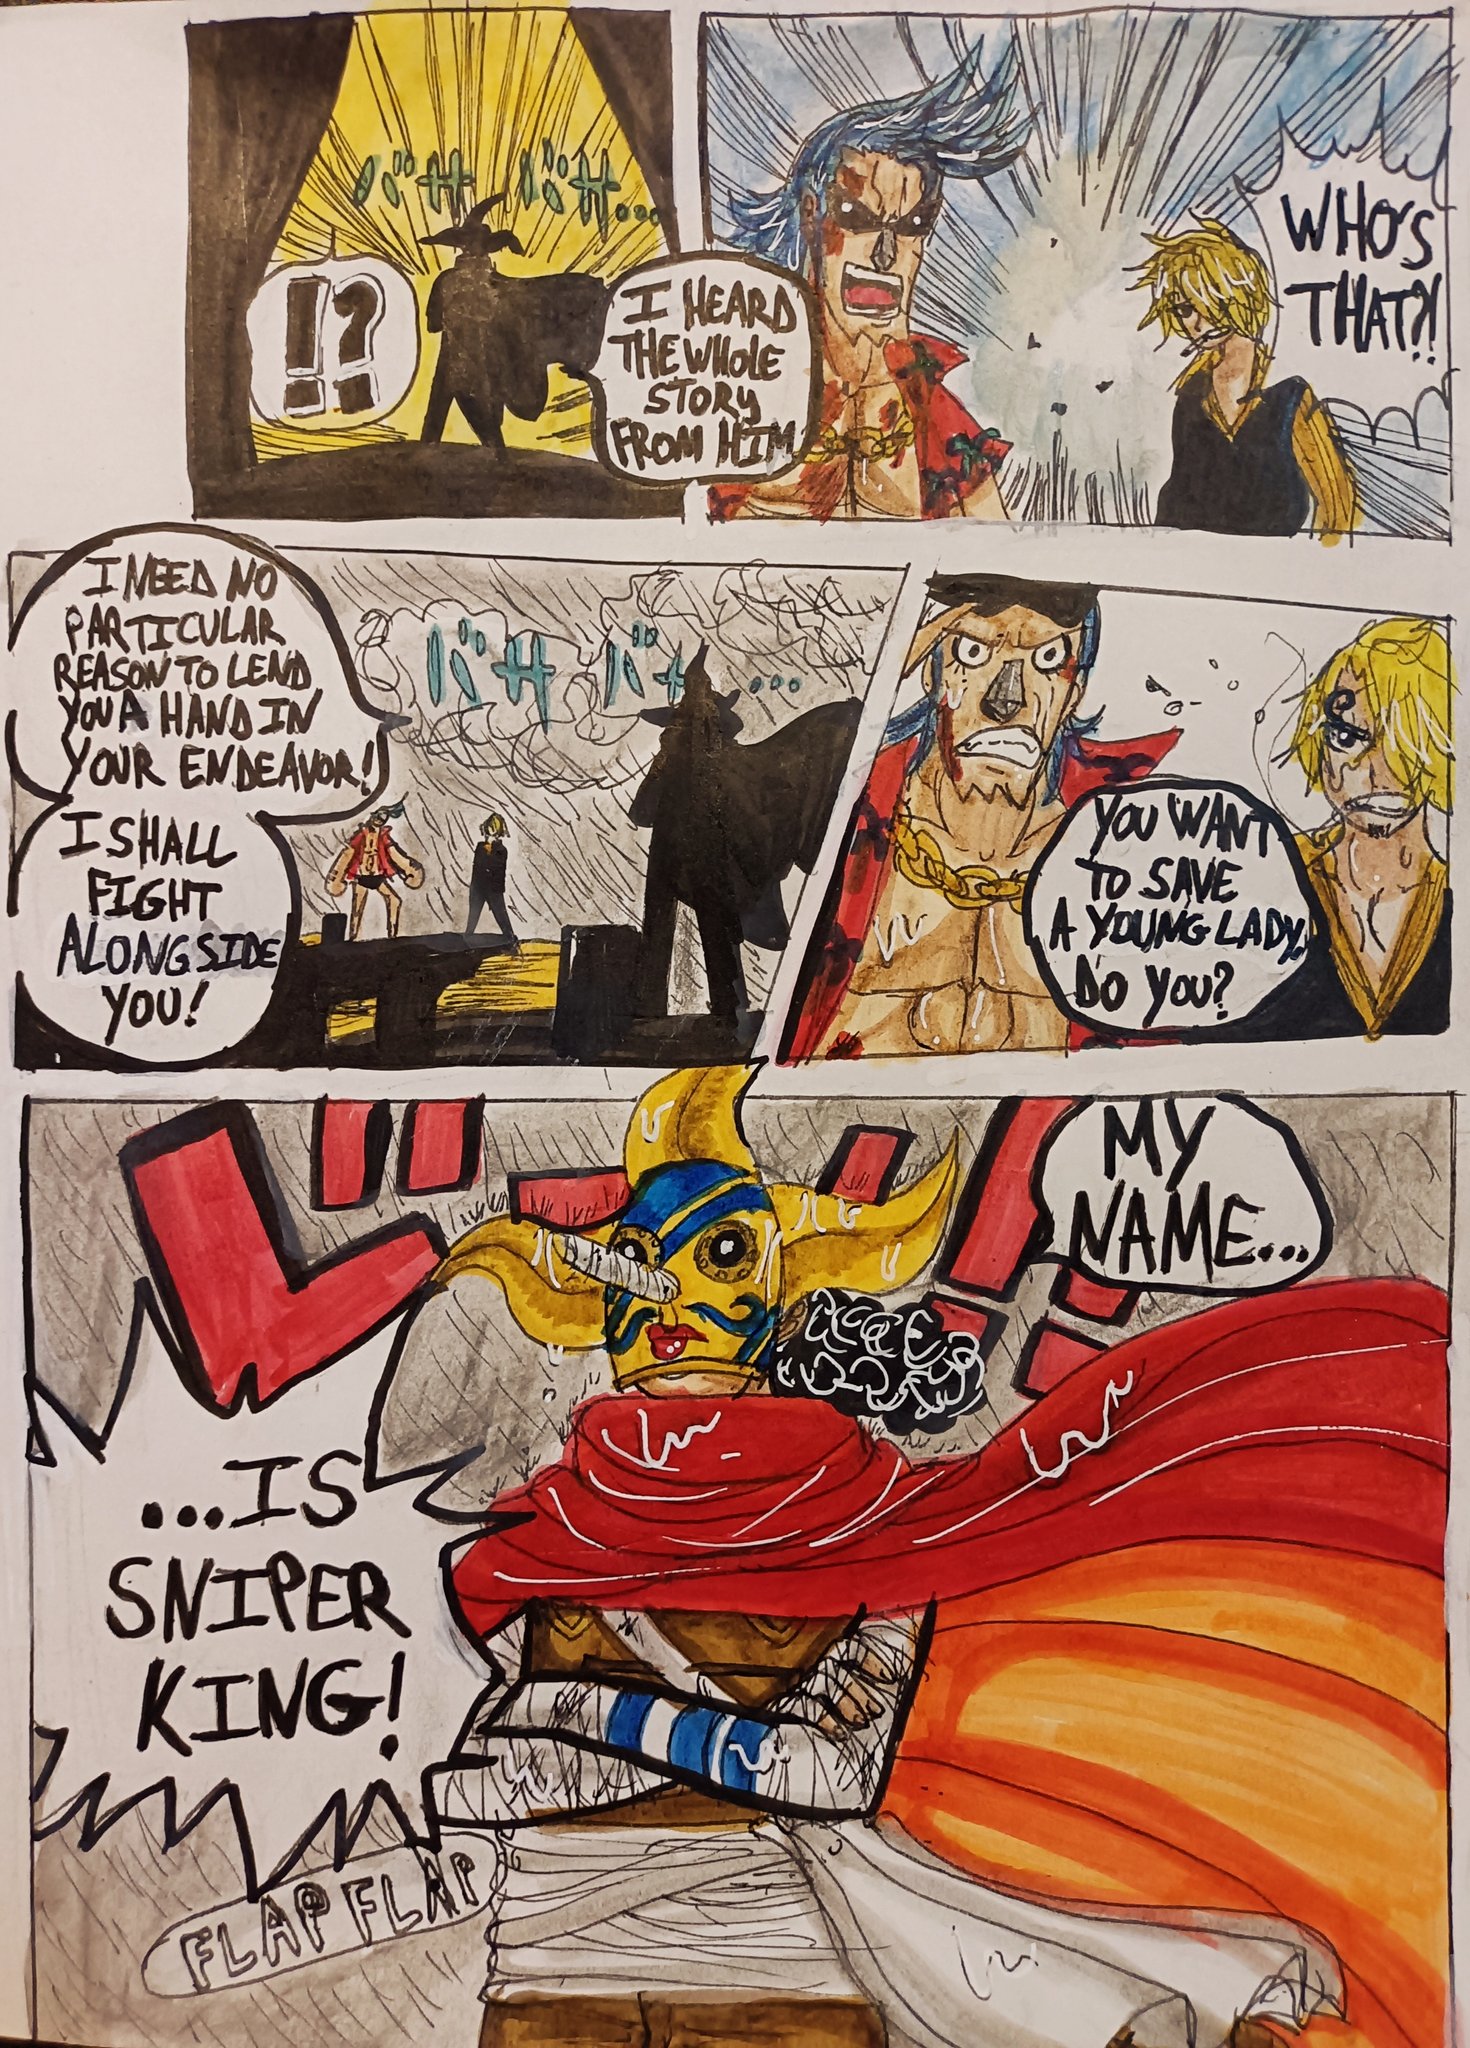 WHO'S
THAT?!
I HEARD
THE WHOLE
STORY
FROM HIM
バサ バサ...
!?
YOU WANT
TO SAVE
A YOUNG LADY,
DO YOU?
バサ バサ...
I NEED NO
PARTICULAR
REASON TO LEND
YOU A HAND IN
YOUR ENDEAVOR!
I SHALL
FIGHT
ALONGSIDE
YOU!
MY
NAME...
...IS
SNIPER
KING!
FLAP FLAP